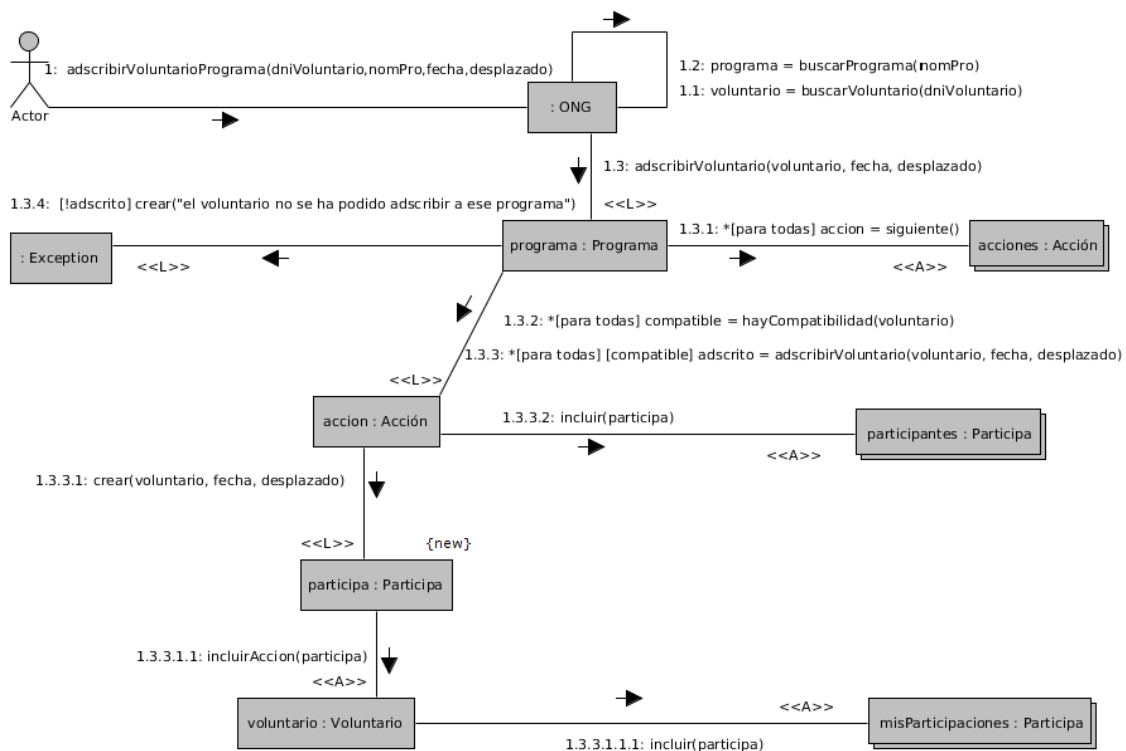 1: adscribirVoluntarioPrograma(dniVoluntario,nomPro,fecha,desplazado)
Actor
: ONG
1.2: programa = buscarPrograma(nomPro)
1.1: voluntario = buscarVoluntario(dniVoluntario)
1.3: adscribirVoluntario(voluntario, fecha, desplazado)
1.3.4: [!adscrito] crear("el voluntario no se ha podido adscribir a ese programa")
<<L>>
: Exception
<<L>>
programa : Programa
1.3.1: *[para todas] accion = siguiente()
<<A>>
acciones : Acción
1.3.2: *[para todas] compatible = hayCompatibilidad(voluntario)
1.3.3: *[para todas] [compatible] adscrito = adscribirVoluntario(voluntario, fecha, desplazado)
<<L>>
accion : Acción
1.3.3.2: incluir(participa)
<<A>>
participantes : Participa
1.3.3.1: crear(voluntario, fecha, desplazado)
<<L>>
{new}
participa : Participa
1.3.3.1.1: incluirAccion(participa)
<<A>>
voluntario : Voluntario
<<A>>
misParticipaciones : Participa
1.3.3.1.1.1: incluir(participa)